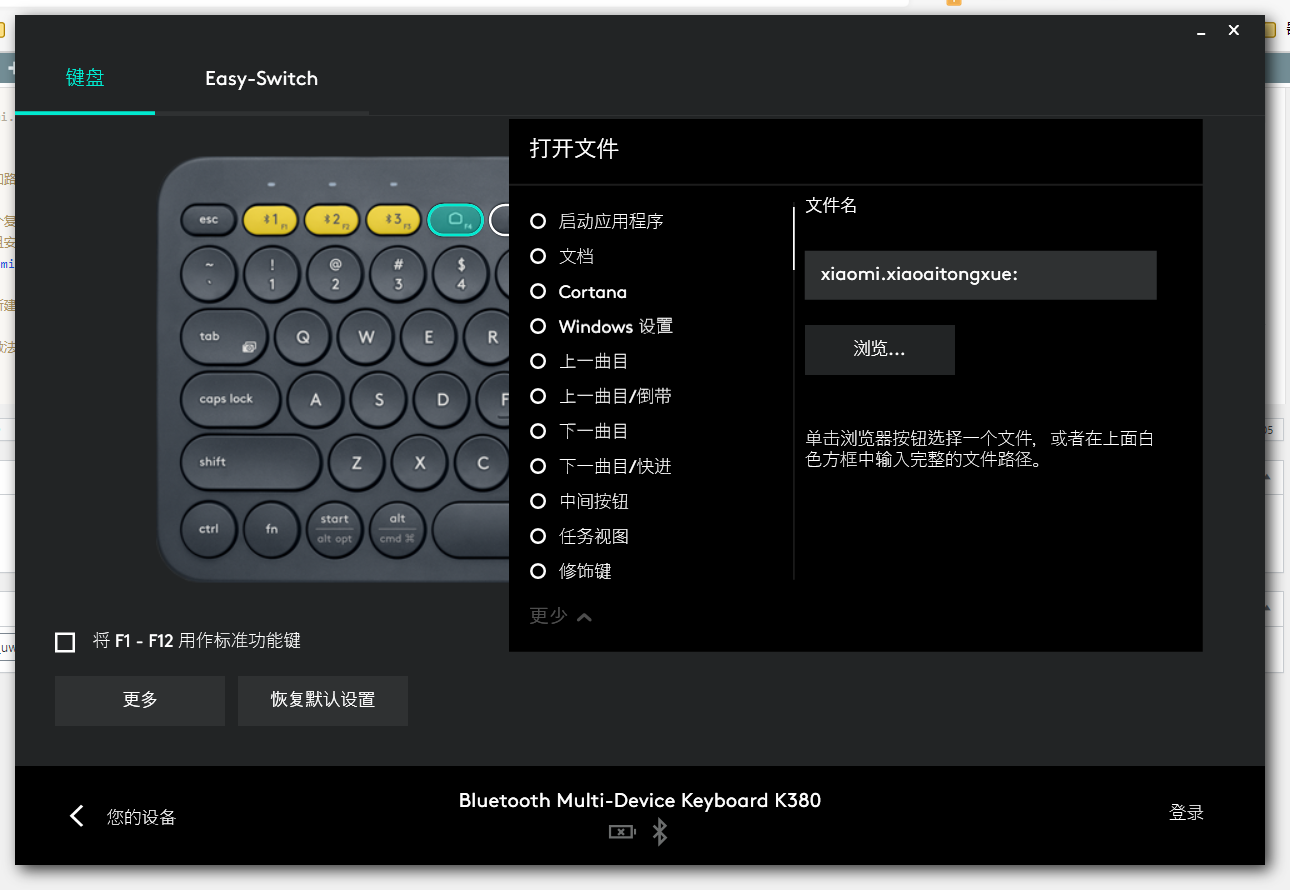 键盘
Easy-Switch
打开文件
启动应用程序
文档
Cortana
Windows 设置
上一曲目
上一曲目/倒带
下一曲目
下一曲目/快进
中间按钮
任务视图
修饰键
更少
文件名
xiaomi.xiaoaitongxue:
浏览...
单击浏览器按钮选择一个文件, 或者在上面白
色方框中输入完整的文件路径。
esc
1 F1
2 F2
3 F3
F4
~ `
! 1
@ 2
# 3
$ 4
tab
Q
W
E
R
caps lock
A
S
D
F
shift
Z
X
C
ctrl
fn
start
alt opt
alt
cmd ⌘
将 F1 - F12 用作标准功能键
更多
恢复默认设置
您的设备
Bluetooth Multi-Device Keyboard K380
登录